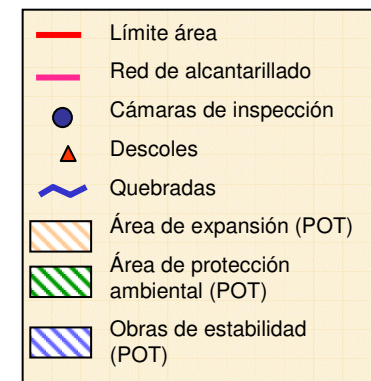 Límite área
Red de alcantarillado
Cámaras de inspección
Descoles
Quebradas
Área de expansión (POT)
Área de protección
ambiental (POT)
Obras de estabilidad
(POT)